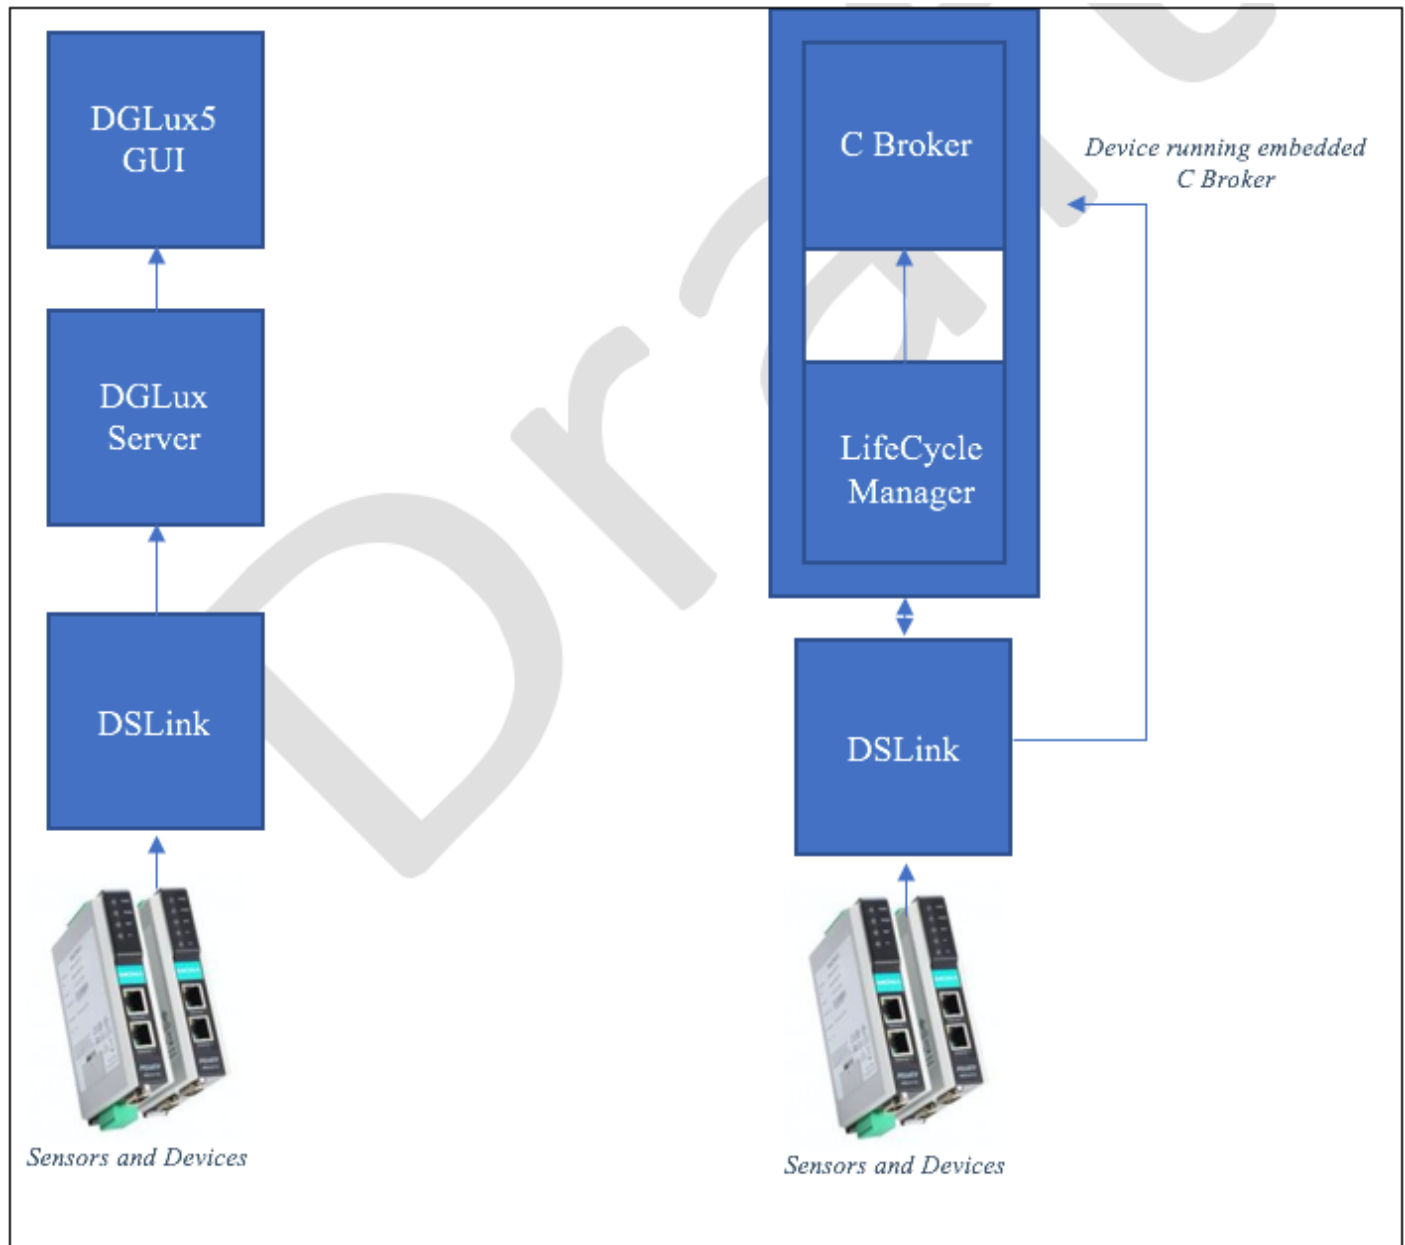 DGLux5
GUI
DGLux
Server
DSLink
Sensors and Devices
C Broker
LifeCycle
Manager
DSLink
Sensors and Devices
Device running embedded
C Broker